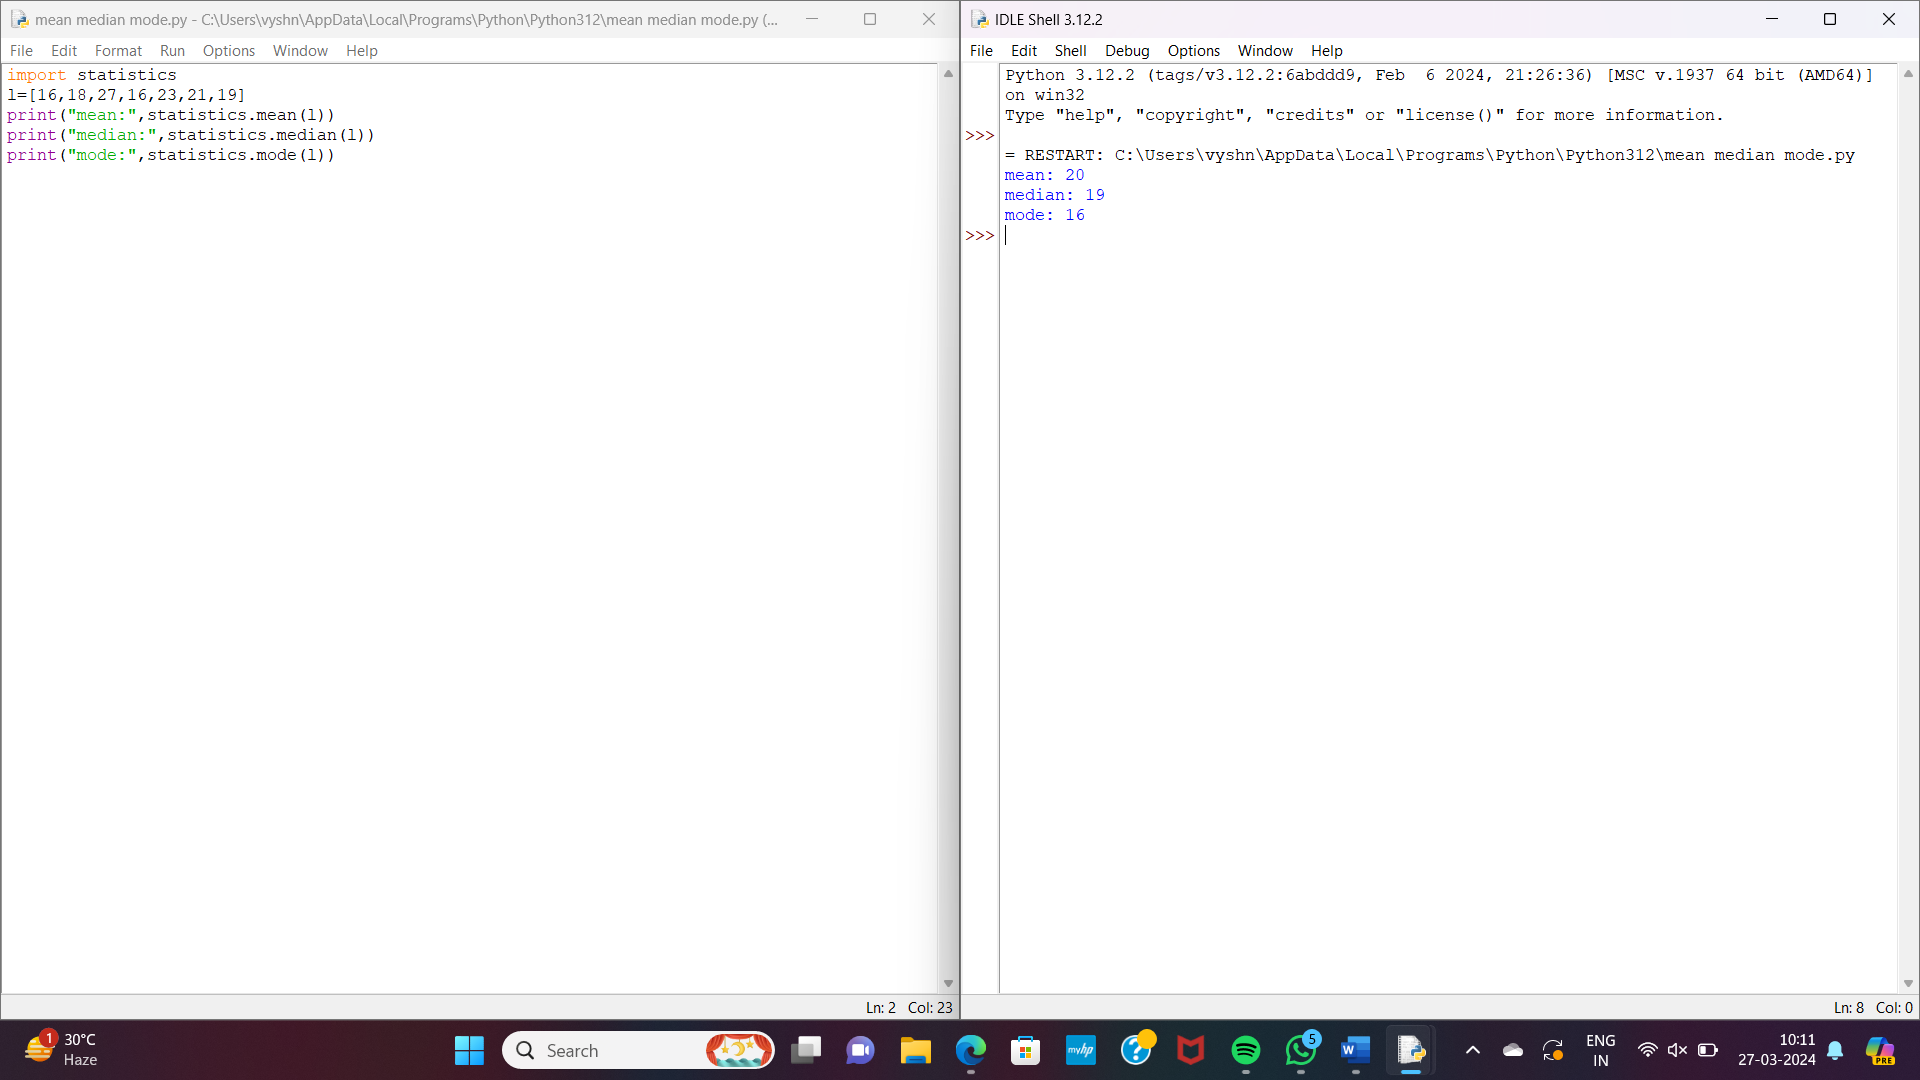 mean median mode.py - C:\Users\vyshn\AppData\Local\Programs\Python\Python312\mean median mode.py (...
File Edit Format Run Options Window Help
import statistics
l=[16,18,27,16,23,21,19]
print("mean:",statistics.mean(l))
print("median:",statistics.median(l))
print("mode:",statistics.mode(l))
Ln: 2 Col: 23
IDLE Shell 3.12.2
File Edit Shell Debug Options Window Help
Python 3.12.2 (tags/v3.12.2:6abddd9, Feb  6 2024, 21:26:36) [MSC v.1937 64 bit (AMD64)]
on win32
Type "help", "copyright", "credits" or "license()" for more information.
>>>
= RESTART: C:\Users\vyshn\AppData\Local\Programs\Python\Python312\mean median mode.py
mean: 20
median: 19
mode: 16
>>>
Ln: 8 Col: 0
1
30°C
Haze
Search
myhp
?
5
W
ENG
IN
10:11
27-03-2024
PRE